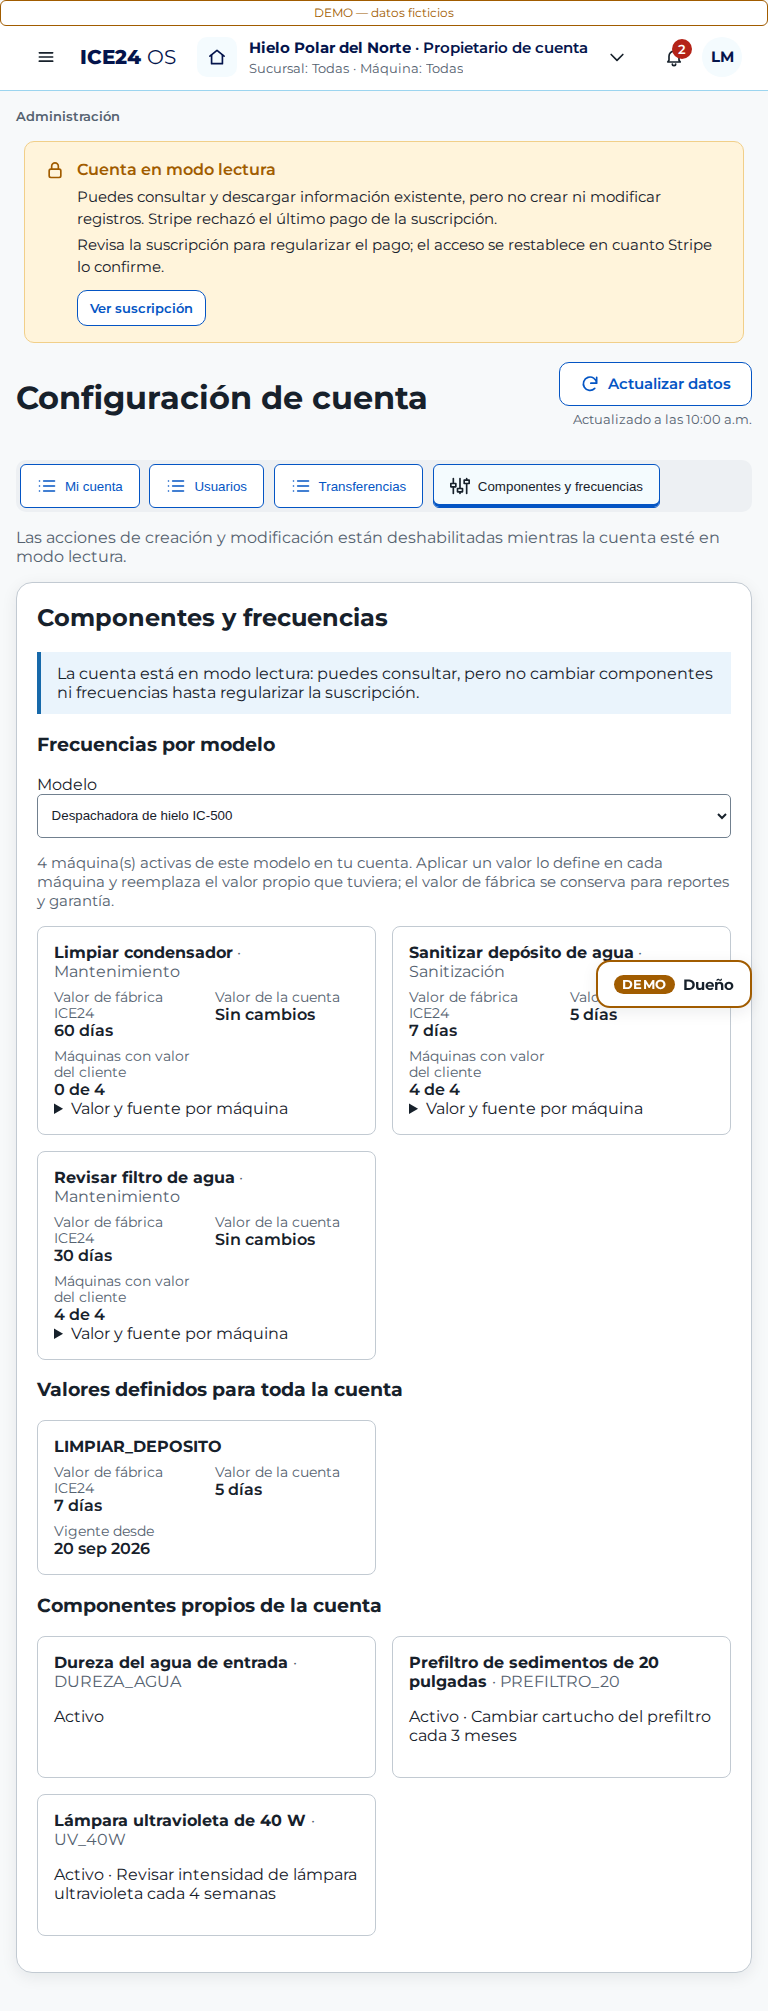 DEMO — datos ficticios
ICE24 OS
Hielo Polar del Norte · Propietario de cuenta
Sucursal: Todas · Máquina: Todas
2
LM
Administración
Cuenta en modo lectura
Puedes consultar y descargar información existente, pero no crear ni modificar
registros. Stripe rechazó el último pago de la suscripción.
Revisa la suscripción para regularizar el pago; el acceso se restablece en cuanto Stripe
lo confirme.
Ver suscripción
Configuración de cuenta
Actualizar datos
Actualizado a las 10:00 a.m.
Mi cuenta
Usuarios
Transferencias
Componentes y frecuencias
Las acciones de creación y modificación están deshabilitadas mientras la cuenta esté en
modo lectura.
Componentes y frecuencias
La cuenta está en modo lectura: puedes consultar, pero no cambiar componentes
ni frecuencias hasta regularizar la suscripción.
Frecuencias por modelo
Modelo
Despachadora de hielo IC-500
4 máquina(s) activas de este modelo en tu cuenta. Aplicar un valor lo define en cada
máquina y reemplaza el valor propio que tuviera; el valor de fábrica se conserva para reportes
y garantía.
Limpiar condensador ·
Mantenimiento
Valor de fábrica
ICE24
60 días
Valor de la cuenta
Sin cambios
Máquinas con valor
del cliente
0 de 4
Valor y fuente por máquina
Sanitizar depósito de agua ·
Sanitización
Valor de fábrica
ICE24
7 días
5 días
DEMO Dueño
Máquinas con valor
del cliente
4 de 4
Valor y fuente por máquina
Revisar filtro de agua ·
Mantenimiento
Valor de fábrica
ICE24
30 días
Valor de la cuenta
Sin cambios
Máquinas con valor
del cliente
4 de 4
Valor y fuente por máquina
Valores definidos para toda la cuenta
LIMPIAR_DEPOSITO
Valor de fábrica
ICE24
7 días
Valor de la cuenta
5 días
Vigente desde
20 sep 2026
Componentes propios de la cuenta
Dureza del agua de entrada ·
DUREZA_AGUA
Activo
Prefiltro de sedimentos de 20
pulgadas · PREFILTRO_20
Activo · Cambiar cartucho del prefiltro
cada 3 meses
Lámpara ultravioleta de 40 W ·
UV_40W
Activo · Revisar intensidad de lámpara
ultravioleta cada 4 semanas